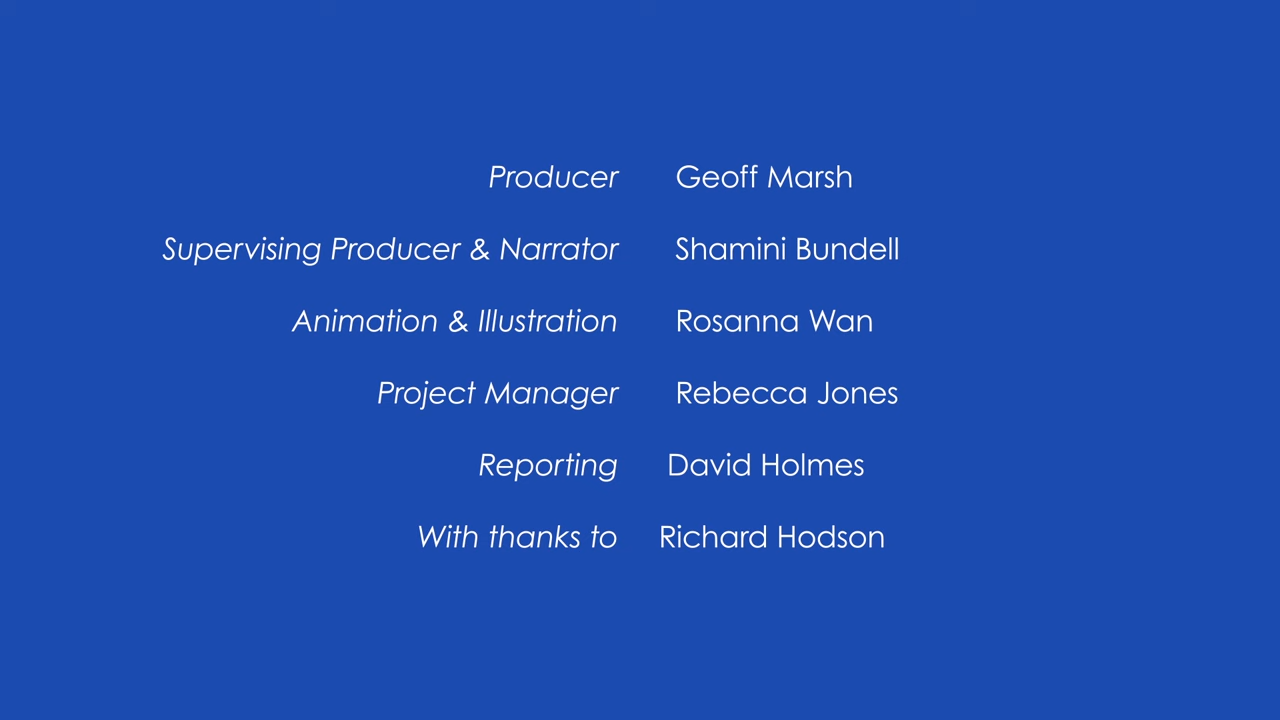 Producer Geoff Marsh
Supervising Producer & Narrator Shamini Bundell
Animation & Illustration Rosanna Wan
Project Manager Rebecca Jones
Reporting David Holmes
With thanks to Richard Hodson